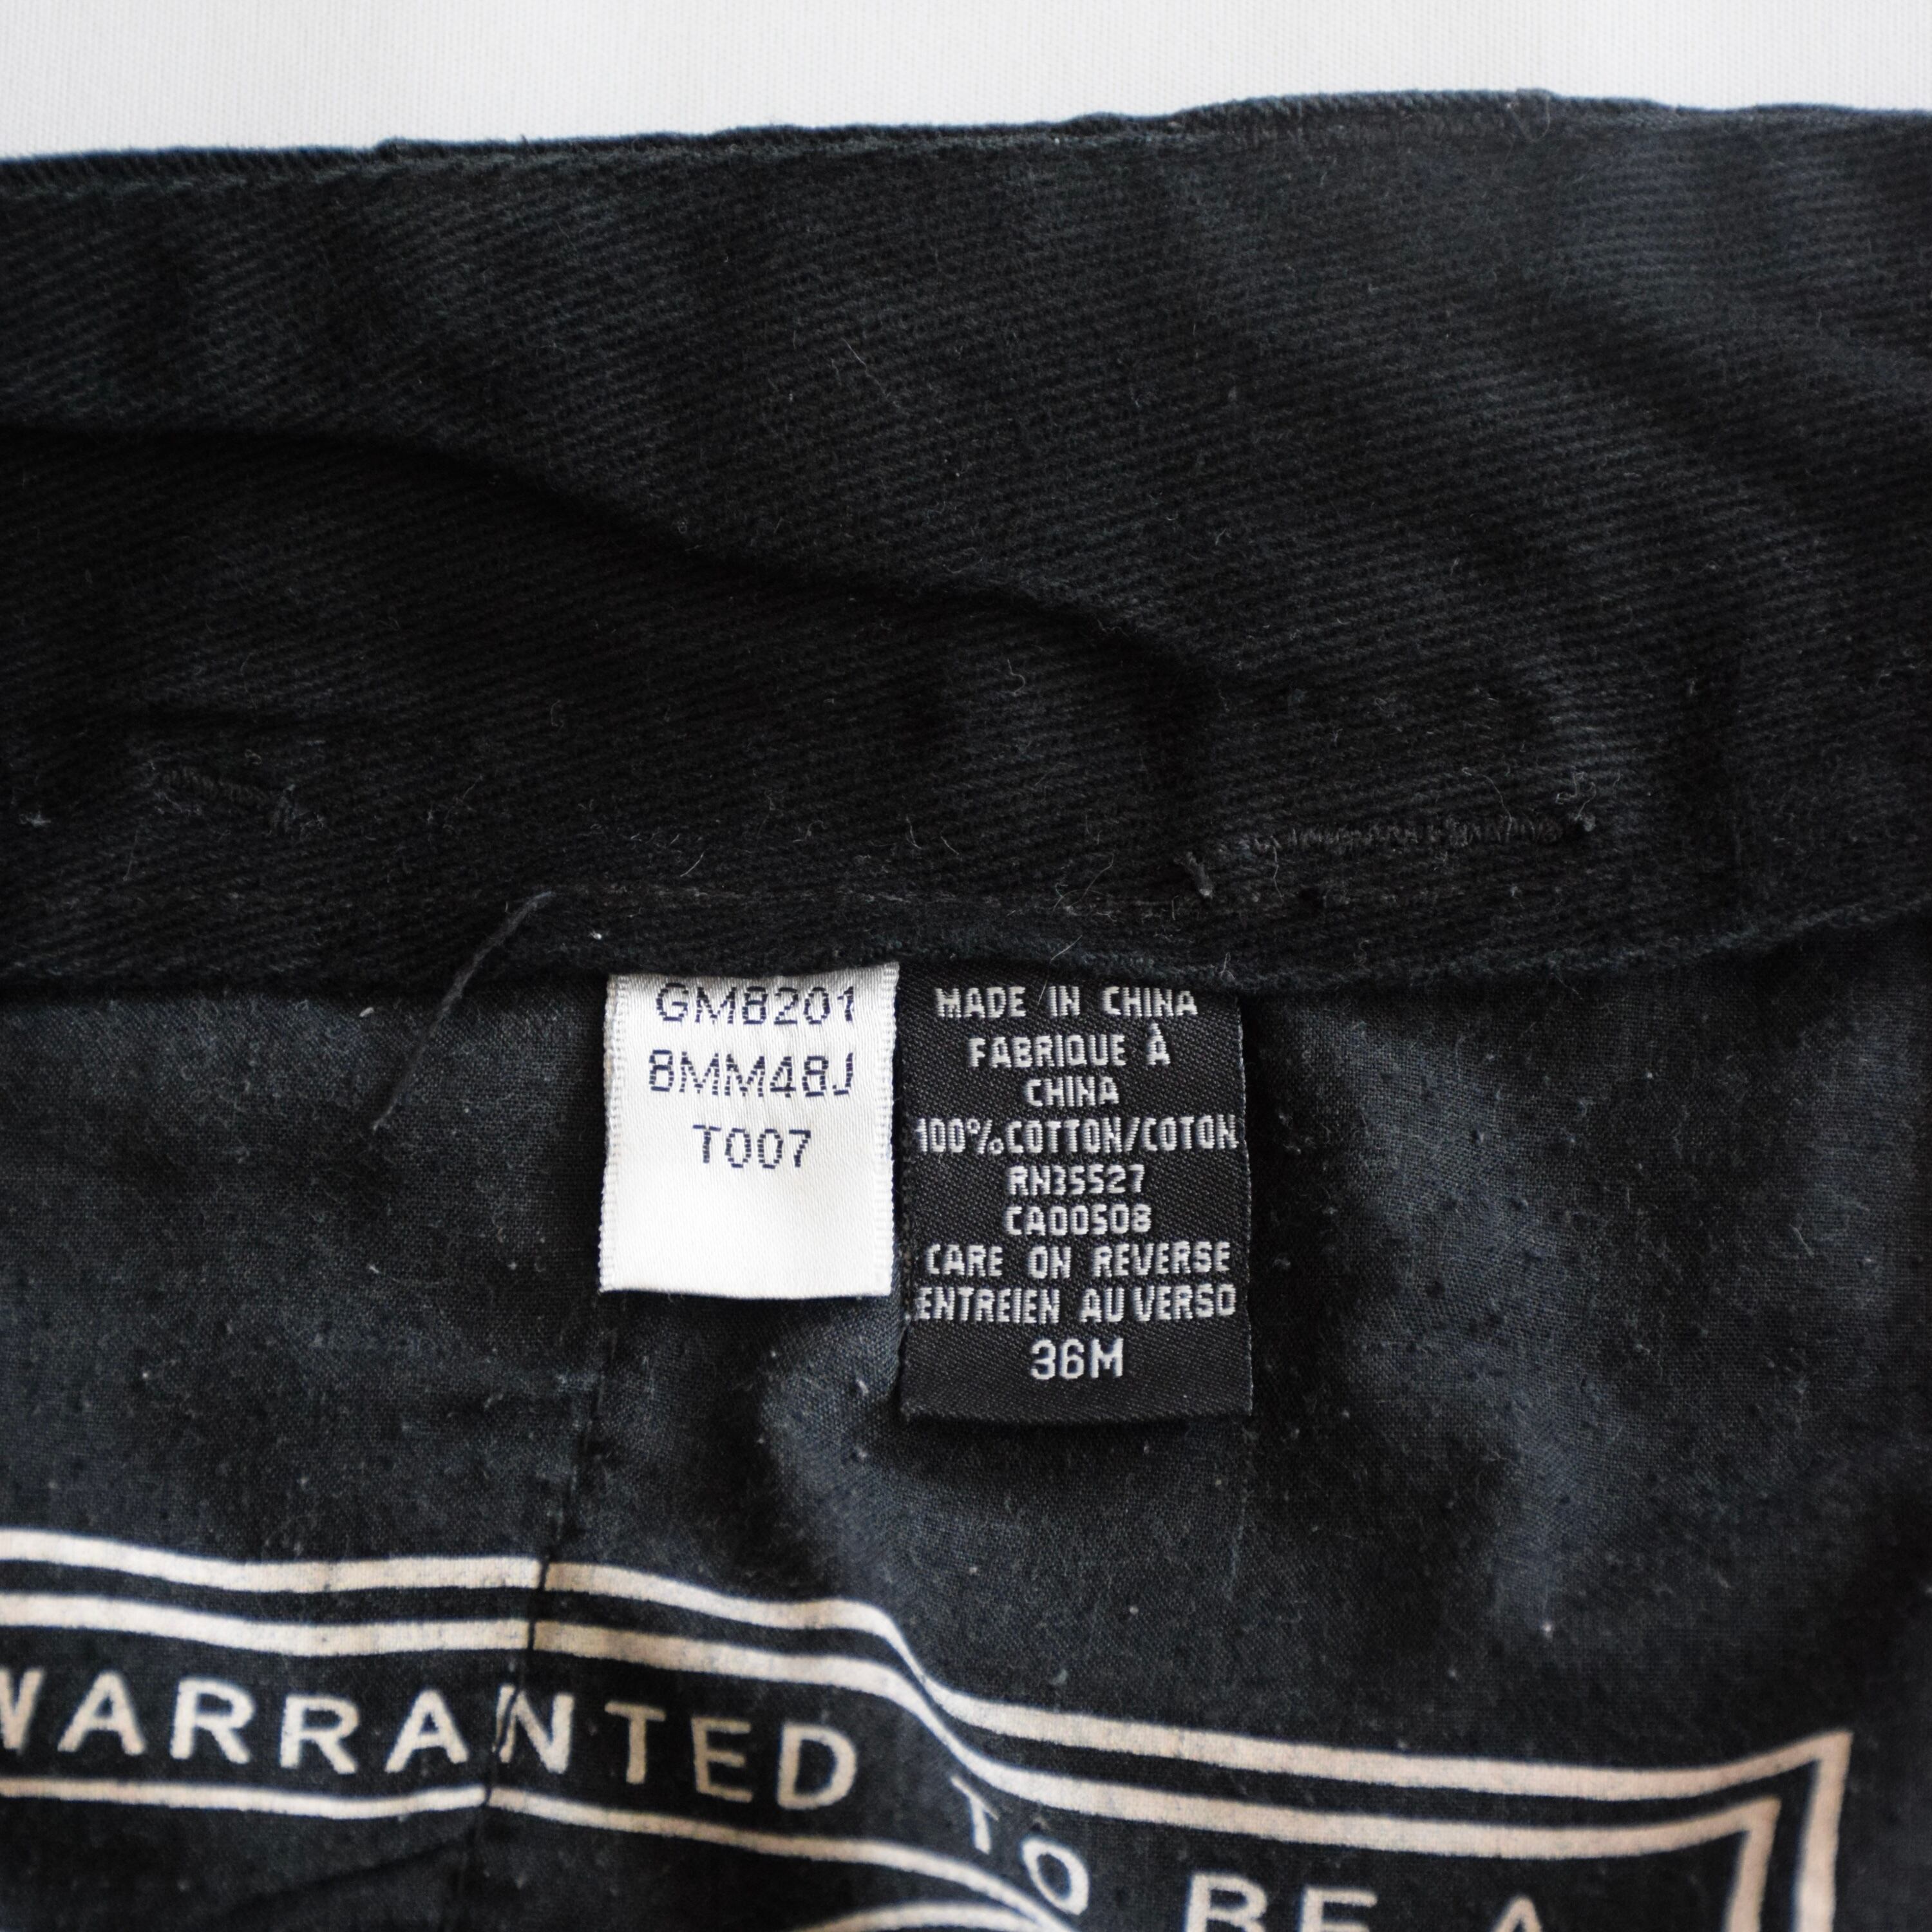 GM8201
8MM48J
T007
MADE IN CHINA
FABRIQUE À
CHINA
100%COTTON/COTON
RN35527
CA00508
CARE ON REVERSE
ENTREIEN AU VERSO
36M
WARRANTED TO BE A